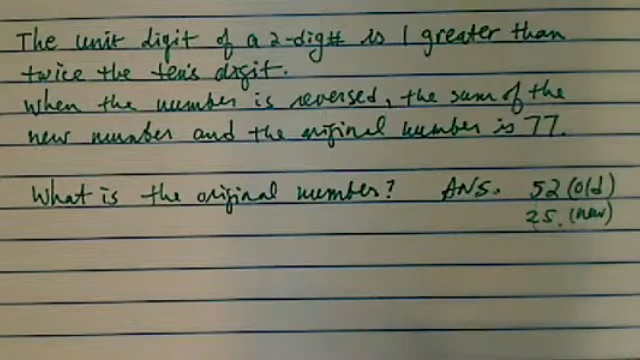 The unit digit of a 2-dig# is 1 greater than
twice the ten's digit.
When the number is reversed, the sum of the
new number and the original number is 77.
What is the original number? ANS. 52 (old)
25. (new)